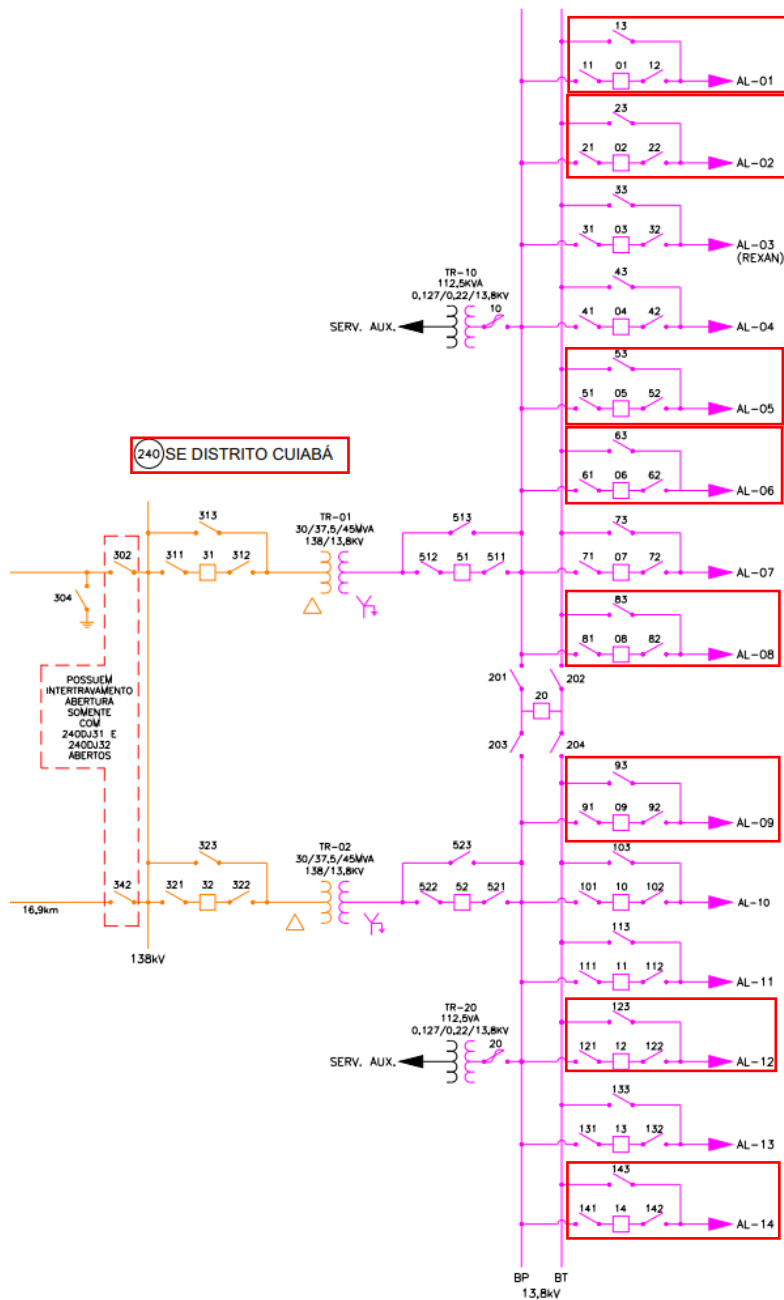 13
11 01 12
AL-01
23
21 02 22
AL-02
33
31 03 32
AL-03
(REXAN)
TR-10
112,5KVA
0,127/0,22/13,8KV
10
SERV. AUX.
43
41 04 42
AL-04
53
51 05 52
AL-05
240 SE DISTRITO CUIABÁ
63
61 06 62
AL-06
313
302 311 31 312
304
TR-01
30/37,5/45MVA
138/13,8KV
513
512 51 511
73
71 07 72
AL-07
83
81 08 82
AL-08
POSSUEM
INTERTRAVAMENTO
ABERTURA
SOMENTE
COM
240DJ31 E
240DJ32
ABERTOS
201 202
20
203 204
93
91 09 92
AL-09
323
342 321 32 322
16,9km
138kV
TR-02
30/37,5/45MVA
138/13,8KV
523
522 52 521
103
101 10 102
AL-10
113
111 11 112
AL-11
TR-20
112,5VA
0,127/0,22/13,8KV
20
SERV. AUX.
123
121 12 122
AL-12
133
131 13 132
AL-13
143
141 14 142
AL-14
BP BT
13,8kV